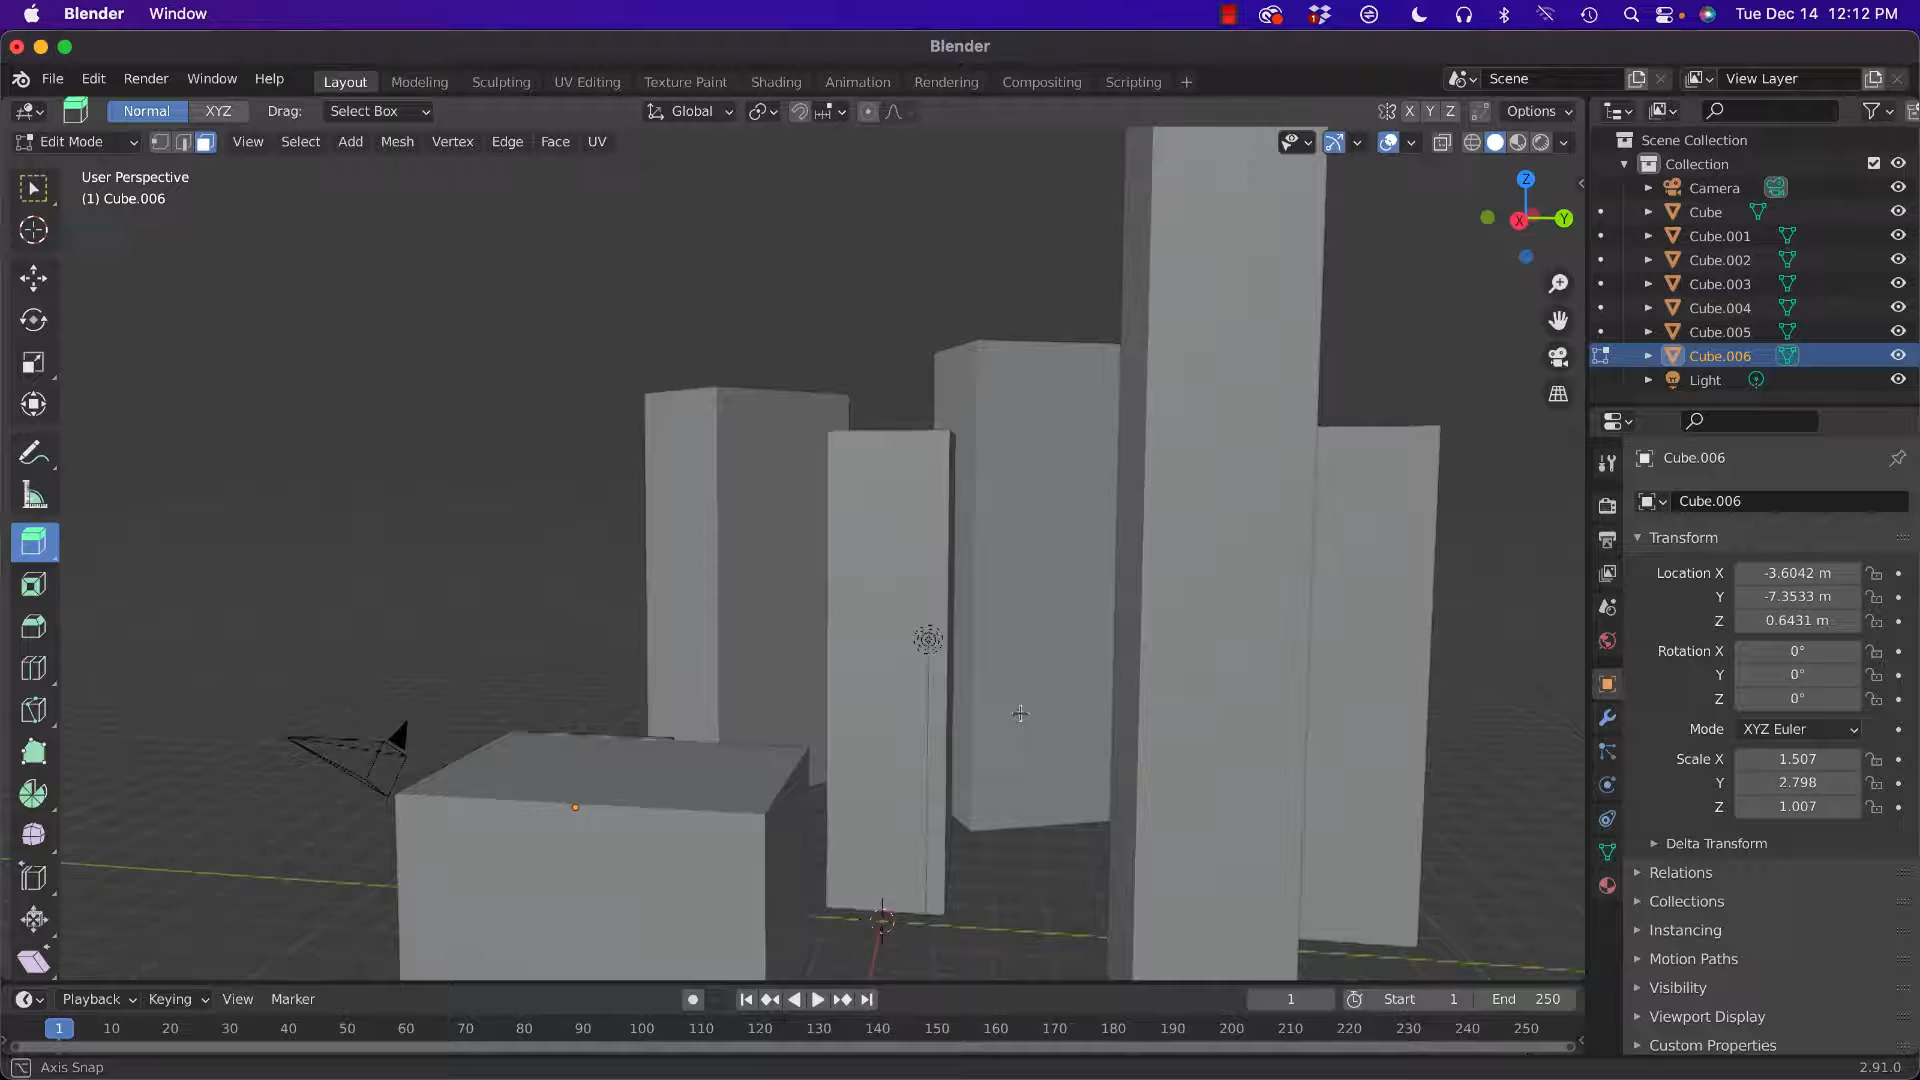 Blender Window Tue Dec 14 12:12 PM
1
Blender
File Edit Render Window Help Layout Modeling Sculpting UV Editing Texture Paint Shading Animation Rendering Compositing Scripting + Scene View Layer
Normal XYZ Drag: Select Box Global X Y Z Options
Edit Mode View Select Add Mesh Vertex Edge Face UV
User Perspective
(1) Cube.006
Z
X
Y
Scene Collection
Collection
Camera
Cube
Cube.001
Cube.002
Cube.003
Cube.004
Cube.005
Cube.006
Light
Cube.006
Cube.006
Transform
Location X -3.6042 m
Y -7.3533 m
Z 0.6431 m
Rotation X 0°
Y 0°
Z 0°
Mode XYZ Euler
Scale X 1.507
Y 2.798
Z 1.007
Delta Transform
Relations
Collections
Instancing
Motion Paths
Visibility
Viewport Display
Custom Properties
Playback Keying View Marker 1 Start 1 End 250
1 10 20 30 40 50 60 70 80 90 100 110 120 130 140 150 160 170 180 190 200 210 220 230 240 250
Axis Snap 2.91.0